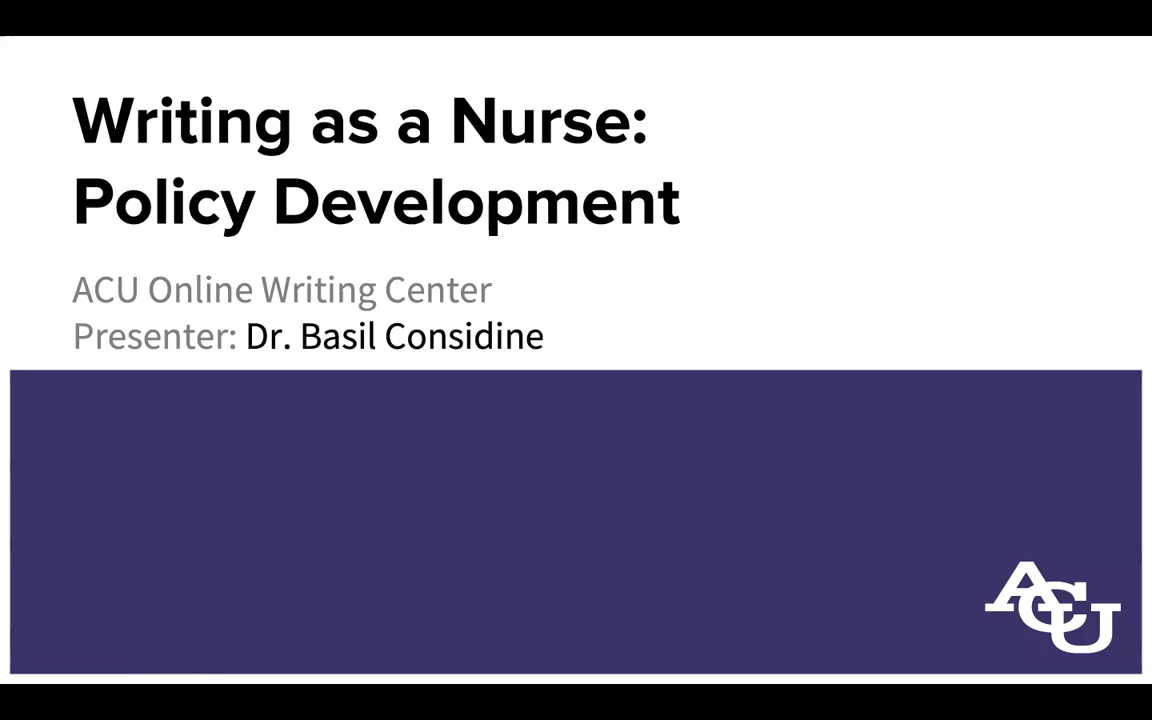 Writing as a Nurse:
Policy Development
ACU Online Writing Center
Presenter: Dr. Basil Considine
ACU